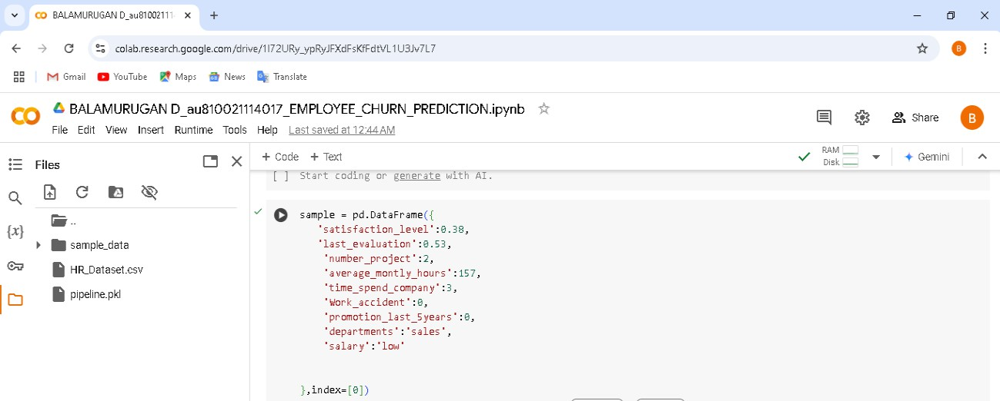 BALAMURUGAN D_au81002111
colab.research.google.com/drive/1I72URy_ypRyJFXdFsKfFdtVL1U3Jv7L7
B
Gmail YouTube Maps News Translate
CO BALAMURUGAN D_au810021114017_EMPLOYEE_CHURN_PREDICTION.ipynb
File Edit View Insert Runtime Tools Help Last saved at 12:44 AM
Share B
Files
+ Code + Text
RAM
Disk
Gemini
[ ] Start coding or generate with AI.
{x}
..
sample_data
HR_Dataset.csv
pipeline.pkl
sample = pd.DataFrame({
'satisfaction_level':0.38,
'last_evaluation':0.53,
'number_project':2,
'average_montly_hours':157,
'time_spend_company':3,
'Work_accident':0,
'promotion_last_5years':0,
'departments':'sales',
'salary':'low'
},index=[0])